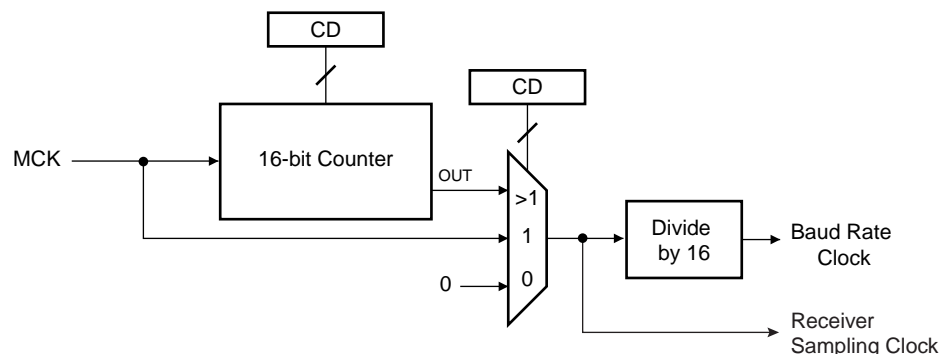 CD
CD
MCK
16-bit Counter
OUT
>1
1
0
0
Divide
by 16
Baud Rate
Clock
Receiver
Sampling Clock